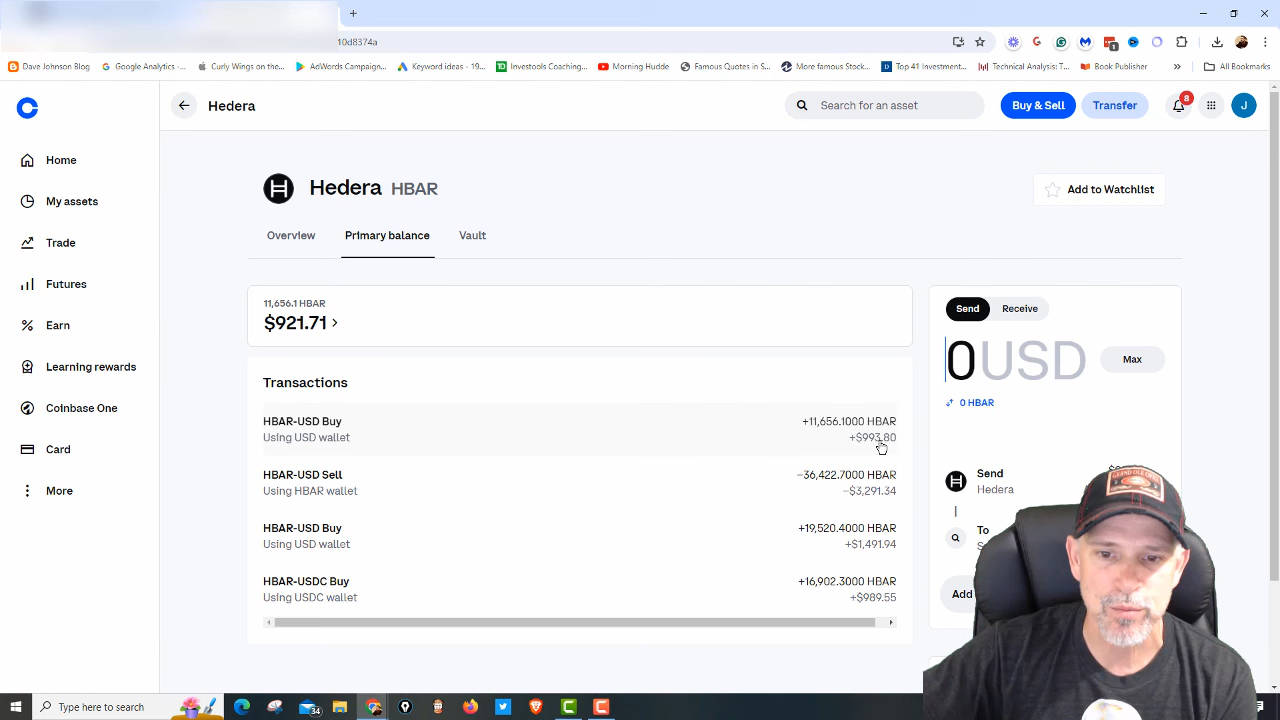 10d8374a
Dave Johnson Blog
Google Analytics -...
Curly Wings on the...
AdWords Campaign,...
Keyword Ideas - 19...
Investools Coachin...
Morning Hudde
Famous Quotes in S...
More famous Stock...
Top 41 Investment...
Technical Analysis: T...
Book Publisher
All Bookmarks
Hedera
Search for an asset
Buy & Sell
Transfer
8
J
Home
My assets
Trade
Futures
Earn
Learning rewards
Coinbase One
Card
More
Hedera HBAR
Add to Watchlist
Overview
Primary balance
Vault
11,656.1 HBAR
$921.71
Transactions
HBAR-USD Buy
+11,656.1000 HBAR
Using USD wallet
+$993.80
HBAR-USD Sell
-36,422.7000 HBAR
Using HBAR wallet
-$3,291.34
HBAR-USD Buy
+19,520.4000 HBAR
Using USD wallet
+$1,491.94
HBAR-USDC Buy
+16,902.3000 HBAR
Using USDC wallet
+$989.55
Send
Receive
0USD
Max
0 HBAR
Send
Hedera
To
Add
Type here to search
34